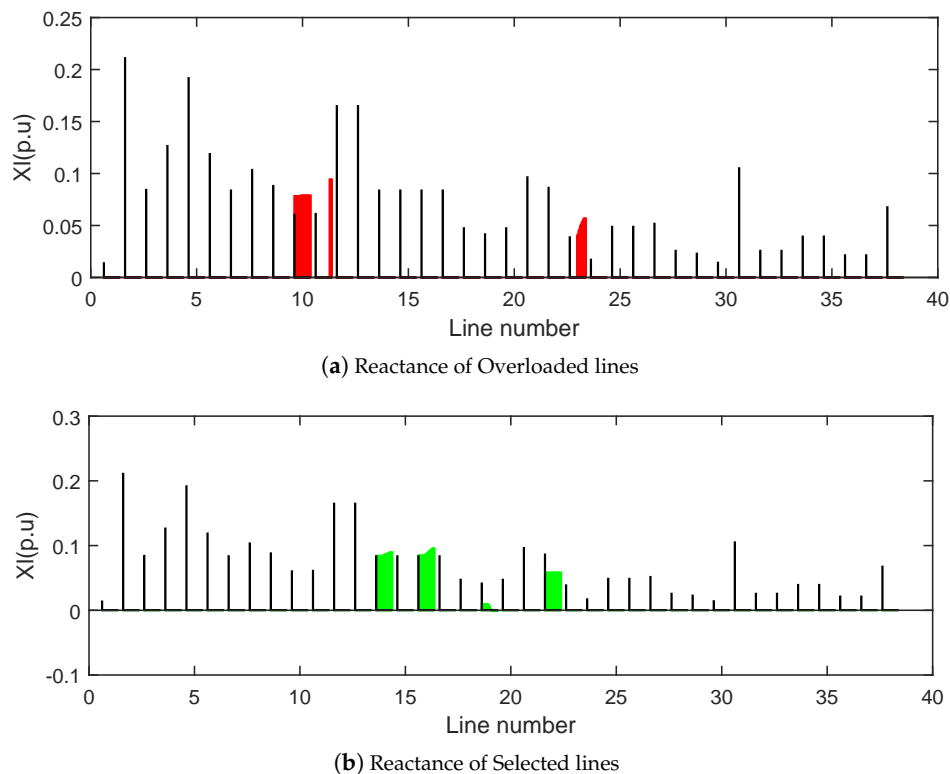 0.25
0.2
0.15
0.1
0.05
0
Xl(p.u)
0 5 10 15 20 25 30 35 40
Line number
(a) Reactance of Overloaded lines
0.3
0.2
0.1
0
-0.1
Xl(p.u)
0 5 10 15 20 25 30 35 40
Line number
(b) Reactance of Selected lines